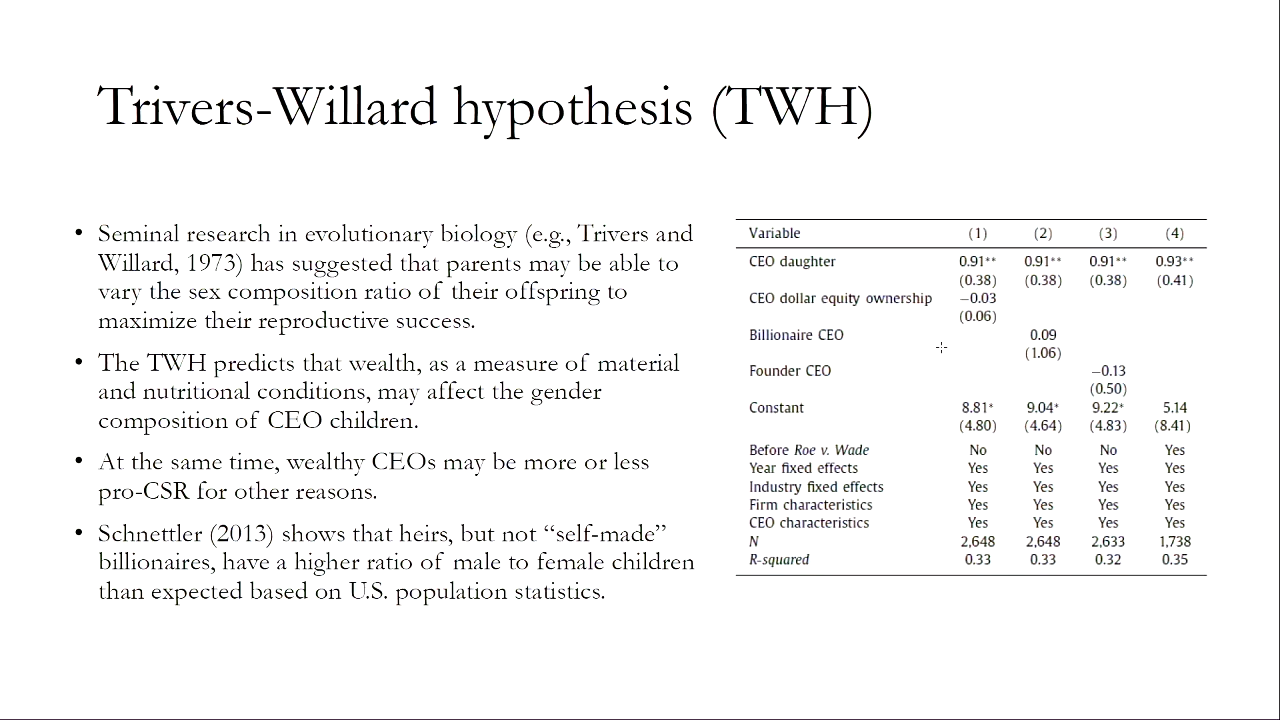 Trivers-Willard hypothesis (TWH)
• Seminal research in evolutionary biology (e.g., Trivers and
Willard, 1973) has suggested that parents may be able to
vary the sex composition ratio of their offspring to
maximize their reproductive success.
• The TWH predicts that wealth, as a measure of material
and nutritional conditions, may affect the gender
composition of CEO children.
• At the same time, wealthy CEOs may be more or less
pro-CSR for other reasons.
• Schnettler (2013) shows that heirs, but not “self-made”
billionaires, have a higher ratio of male to female children
than expected based on U.S. population statistics.
Variable (1) (2) (3) (4)
CEO daughter 0.91** 0.91** 0.91** 0.93**
(0.38) (0.38) (0.38) (0.41)
CEO dollar equity ownership −0.03
(0.06)
Billionaire CEO 0.09
(1.06)
Founder CEO −0.13
(0.50)
Constant 8.81* 9.04* 9.22* 5.14
(4.80) (4.64) (4.83) (8.41)
Before Roe v. Wade No No No Yes
Year fixed effects Yes Yes Yes Yes
Industry fixed effects Yes Yes Yes Yes
Firm characteristics Yes Yes Yes Yes
CEO characteristics Yes Yes Yes Yes
N 2,648 2,648 2,633 1,738
R-squared 0.33 0.33 0.32 0.35